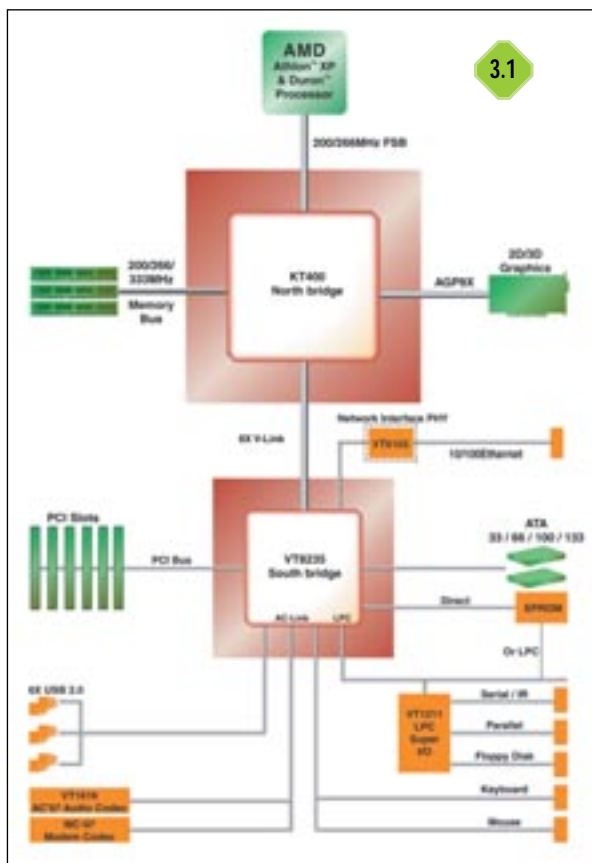 3.1
AMD
Athlon™ XP
& Duron™
Processor
200/266MHz FSB
200/266/
333MHz
Memory
Bus
KT400
North bridge
2D/3D
Graphics
AGP8X
8X V-Link
Network Interface PHY
10/100Ethernet
PCI Slots
PCI Bus
VT8235
South bridge
AC Link
LPC
ATA
33 / 66 / 100 / 133
Direct
EPROM
Or LPC
6X USB 2.0
VT1211
LPC
Super
I/O
Serial / IR
Parallel
Floppy Disk
Keyboard
Mouse
VT1616
AC'97 Audio Codec
MC'97
Modem Codec